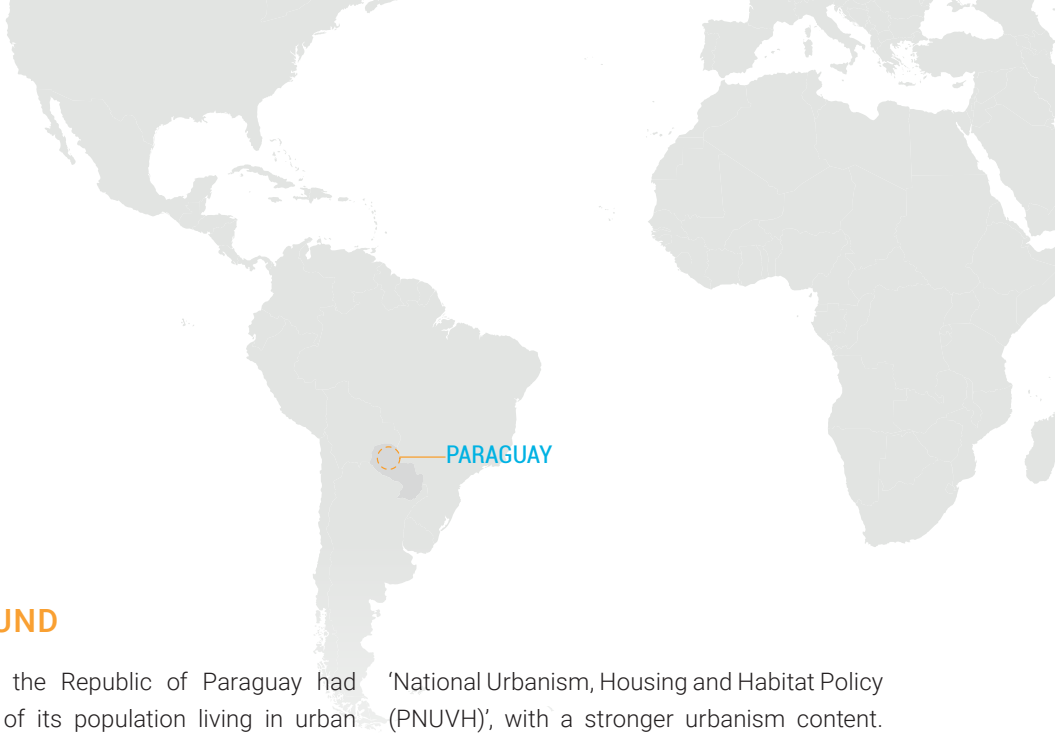 PARAGUAY
UND
the Republic of Paraguay had
of its population living in urban
‘National Urbanism, Housing and Habitat Policy
(PNUVH)’, with a stronger urbanism content.